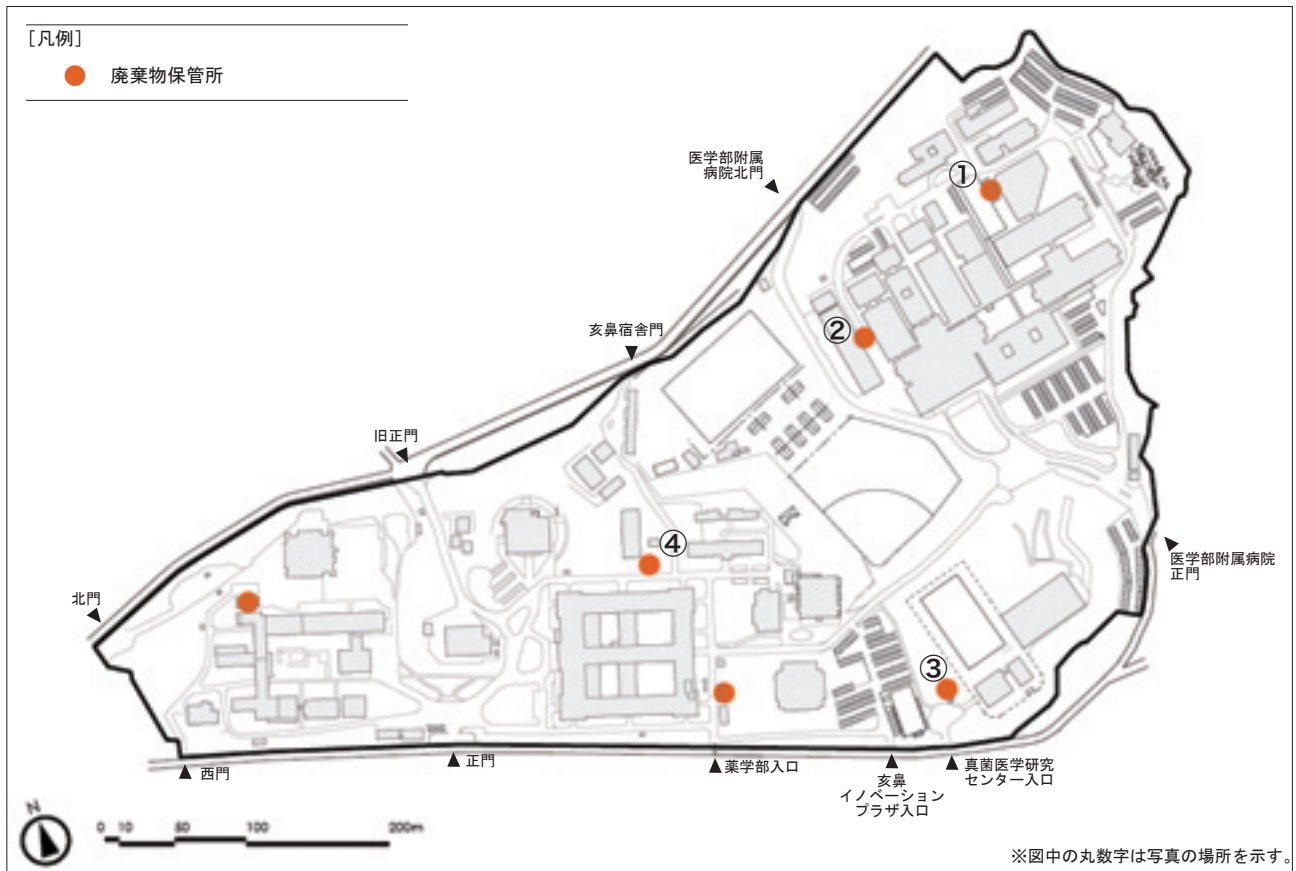 [凡例]
廃棄物保管所
医学部附属
病院北門
①
②
亥鼻宿舎門
旧正門
④
医学部附属病院
正門
北門
③
西門
正門
薬学部入口
亥鼻
イノベーション
プラザ入口
真菌医学研究
センター入口
N
0 10 50 100 200m
※図中の丸数字は写真の場所を示す。